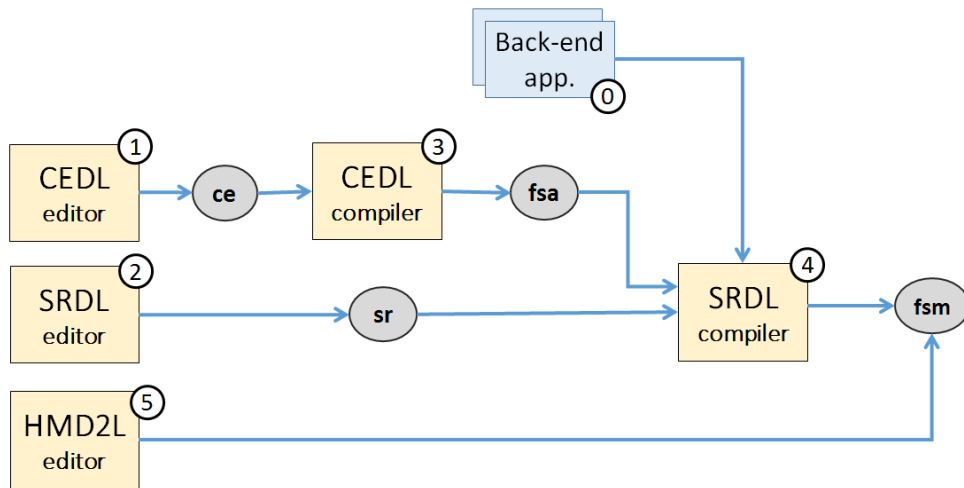 Back-end
app.
0
1
CEDL
editor
ce
3
CEDL
compiler
fsa
2
SRDL
editor
sr
4
SRDL
compiler
fsm
5
HMD2L
editor